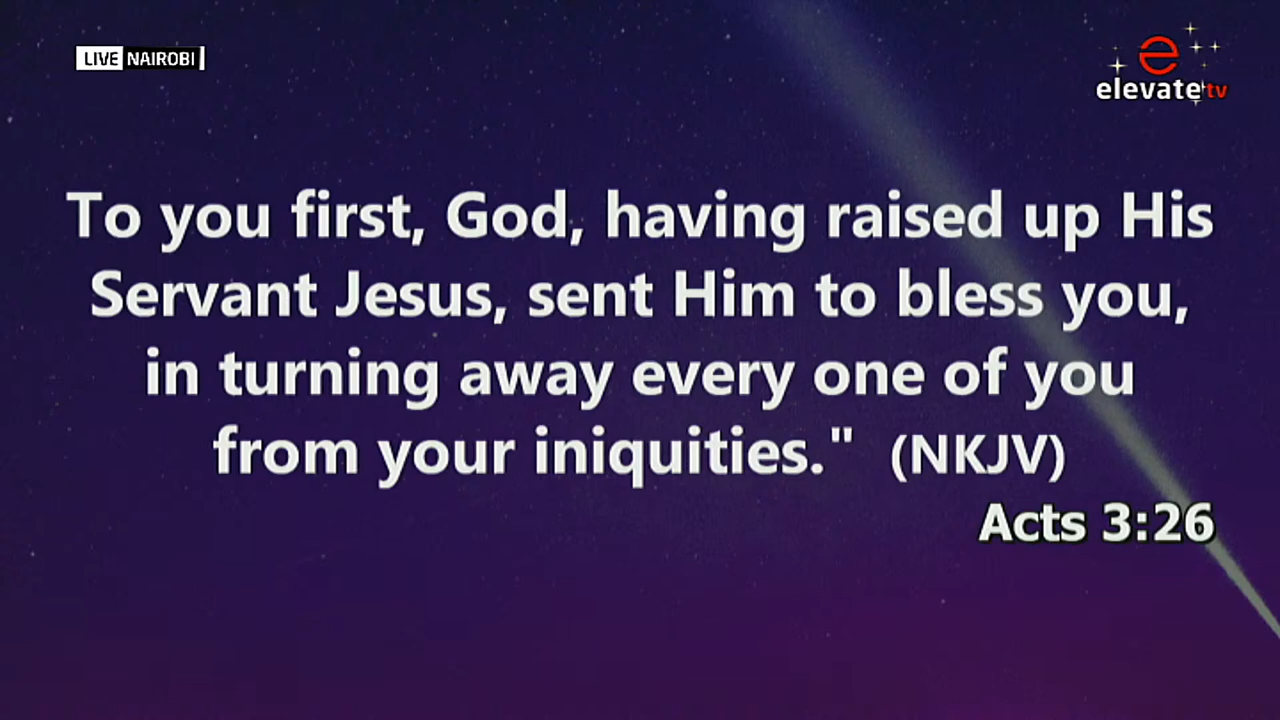 LIVE NAIROBI
elevate tv
To you first, God, having raised up His
Servant Jesus, sent Him to bless you,
in turning away every one of you
from your iniquities." (NKJV)
Acts 3:26